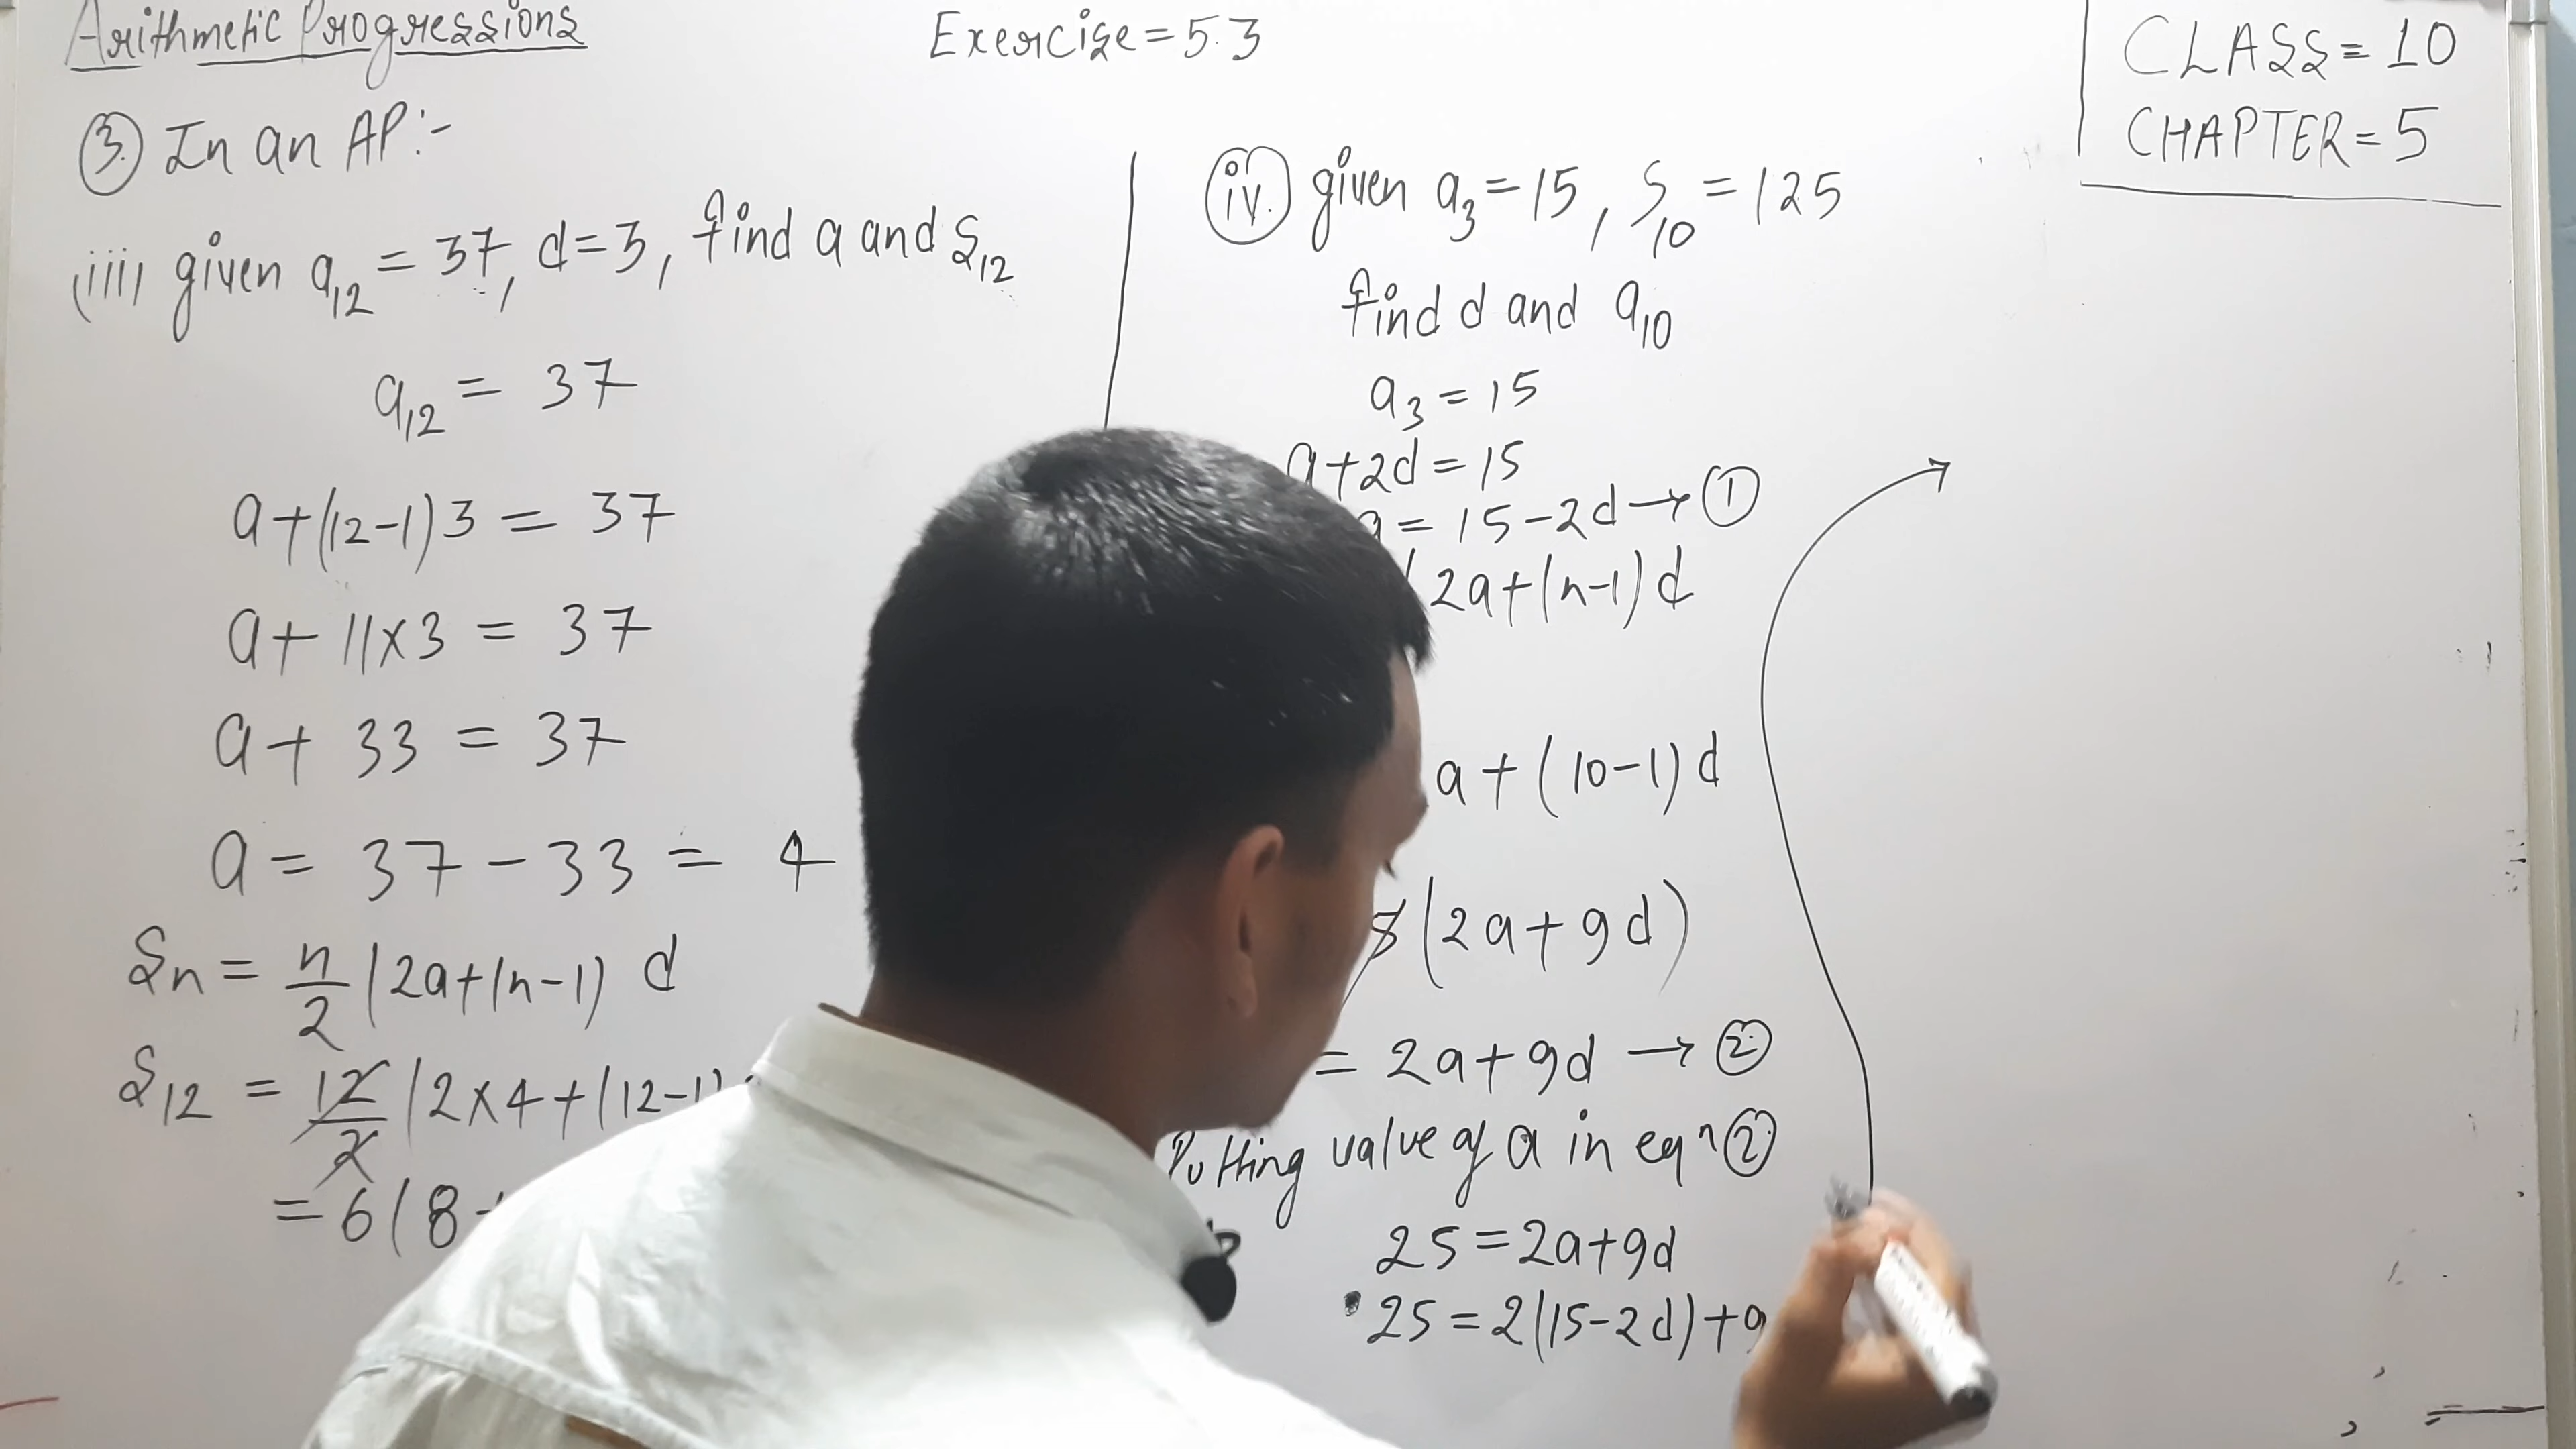 Arithmetic Progressions
Exercise = 5.3
CLASS = 10
CHAPTER = 5
3. In an AP:-
(iii) given a12 = 37, d=3, find a and S12
a12 = 37
a+(12-1)3 = 37
a+ 11x3 = 37
a+ 33 = 37
a = 37 - 33 = 4
Sn = n/2 (2a+(n-1) d
S12 = 12/2 (2x4+(12-1)
= 6(8+
iv. given a3 = 15, S10 = 125
find d and a10
a3 = 15
a+2d = 15
a = 15-2d → 1
(2a+(n-1)d
a+(10-1)d
(2a+9d)
= 2a+9d → 2.
Putting value of a in eqn 2.
25 = 2a+9d
25 = 2(15-2d)+9